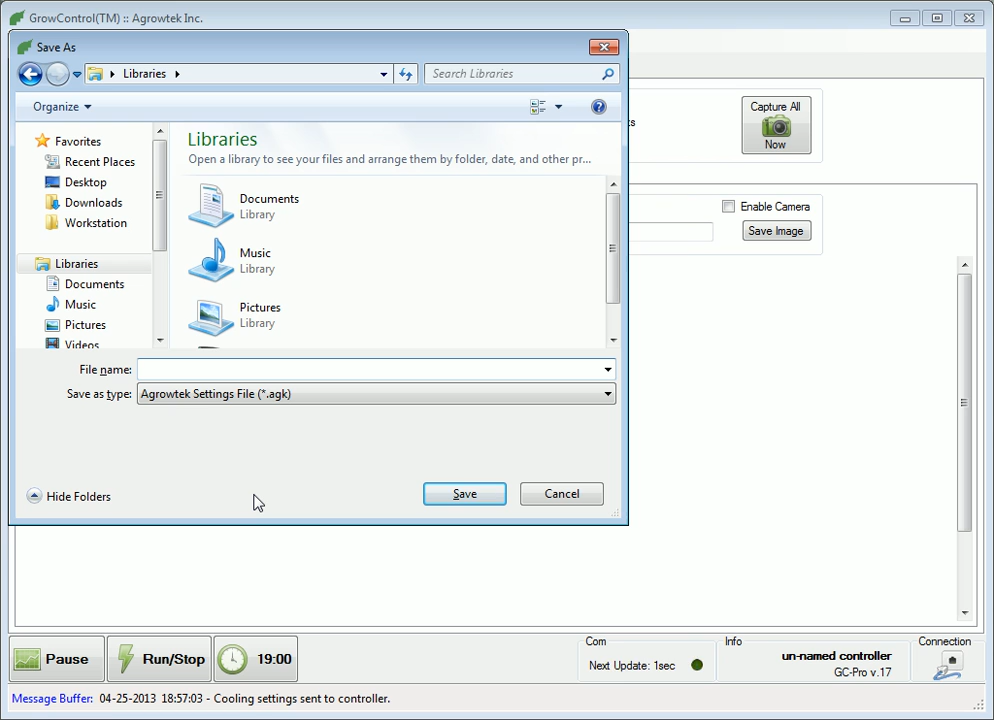 GrowControl(TM) :: Agrowtek Inc.
Save As
Libraries
Search Libraries
Organize
Favorites
Recent Places
Desktop
Downloads
Workstation
Libraries
Documents
Music
Pictures
Videos
Libraries
Open a library to see your files and arrange them by folder, date, and other pr...
Documents
Library
Music
Library
Pictures
Library
File name:
Save as type: Agrowtek Settings File (*.agk)
Hide Folders
Save
Cancel
ts
Capture All
Now
Enable Camera
Save Image
Pause
Run/Stop
19:00
Com
Next Update: 1sec
Info
un-named controller
GC-Pro v.17
Connection
Message Buffer: 04-25-2013 18:57:03 - Cooling settings sent to controller.